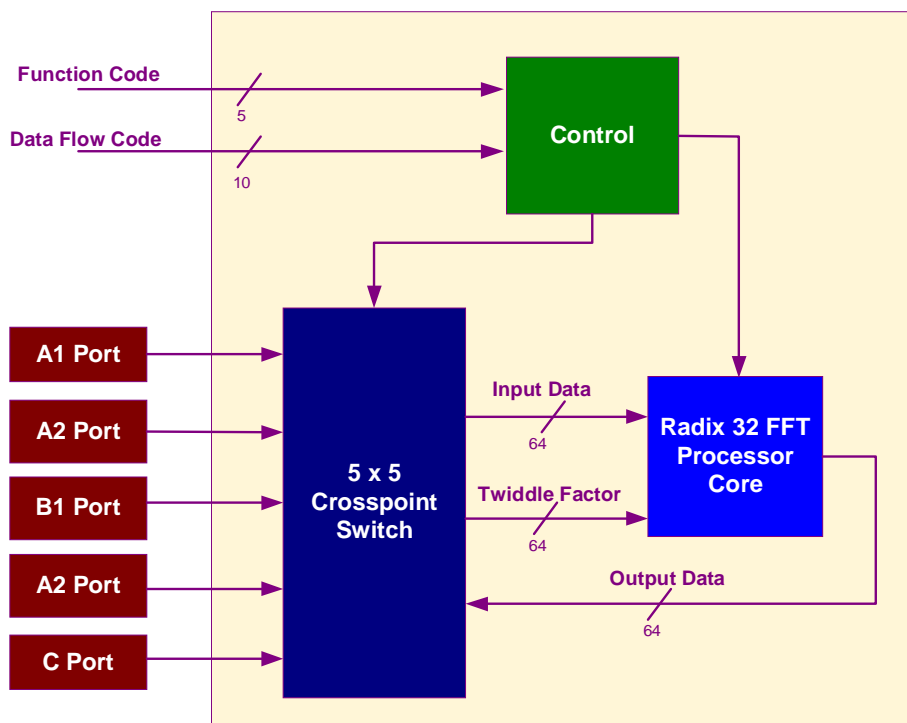 Function Code
5
Data Flow Code
10
Control
A1 Port
A2 Port
B1 Port
A2 Port
C Port
5 x 5
Crosspoint
Switch
Input Data
64
Twiddle Factor
64
Radix 32 FFT
Processor
Core
Output Data
64